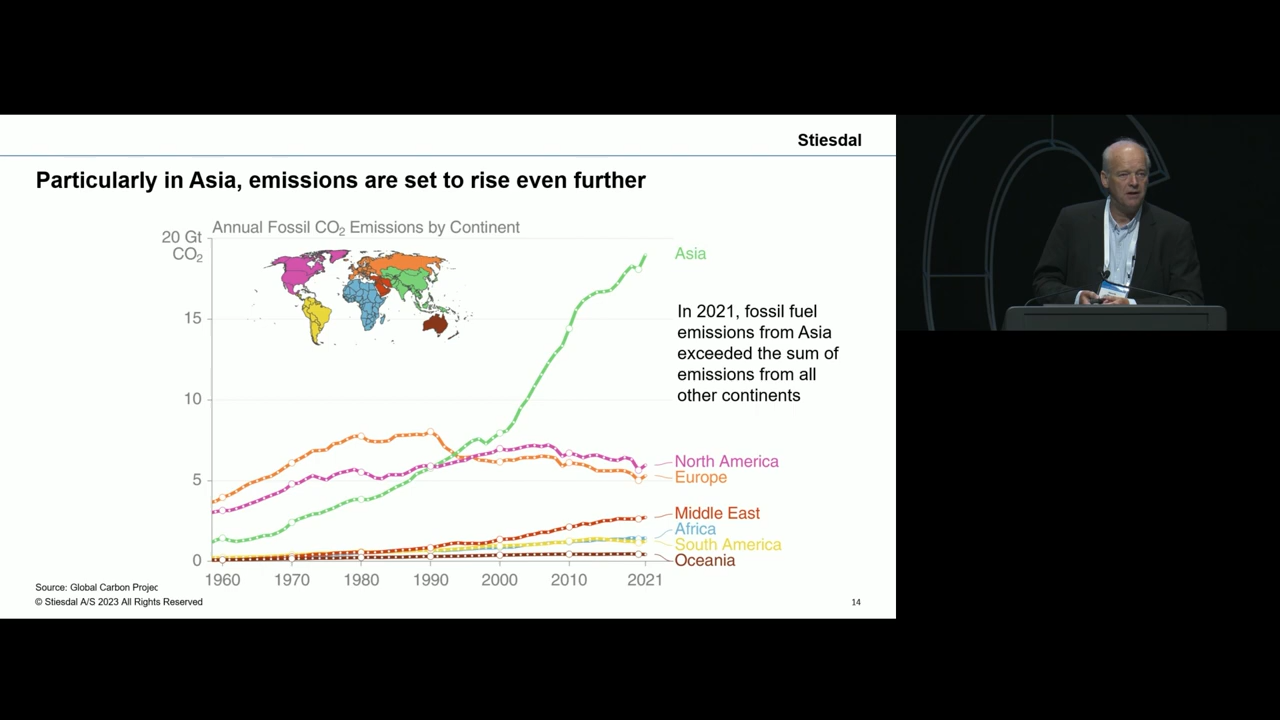 Stiesdal
Particularly in Asia, emissions are set to rise even further
Annual Fossil CO₂ Emissions by Continent
20 Gt
CO₂
15
10
5
0
1960 1970 1980 1990 2000 2010 2021
Asia
In 2021, fossil fuel
emissions from Asia
exceeded the sum of
emissions from all
other continents
North America
Europe
Middle East
Africa
South America
Oceania
Source: Global Carbon Projec
© Stiesdal A/S 2023 All Rights Reserved
14